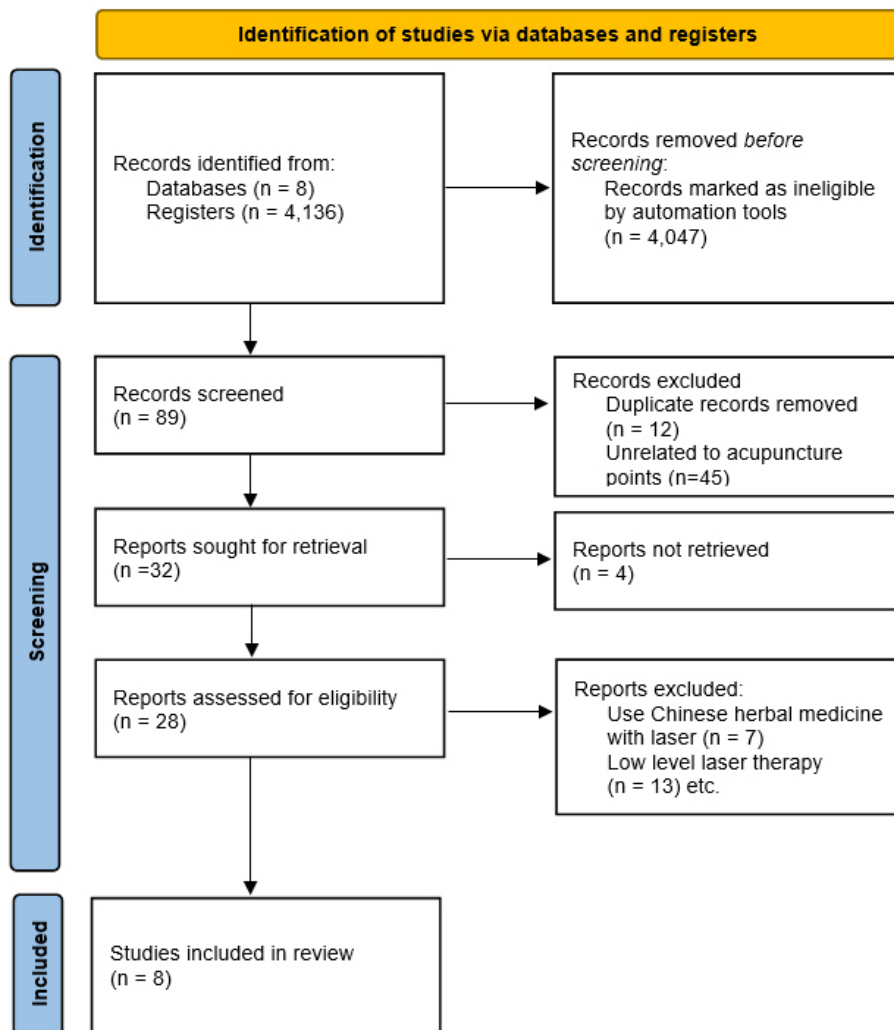 Identification of studies via databases and registers
Identification
Records identified from:
Databases (n = 8)
Registers (n = 4,136)
Records removed before
screening:
Records marked as ineligible
by automation tools
(n = 4,047)
Screening
Records screened
(n = 89)
Records excluded
Duplicate records removed
(n = 12)
Unrelated to acupuncture
points (n=45)
Reports sought for retrieval
(n =32)
Reports not retrieved
(n = 4)
Reports assessed for eligibility
(n = 28)
Reports excluded:
Use Chinese herbal medicine
with laser (n = 7)
Low level laser therapy
(n = 13) etc.
Included
Studies included in review
(n = 8)